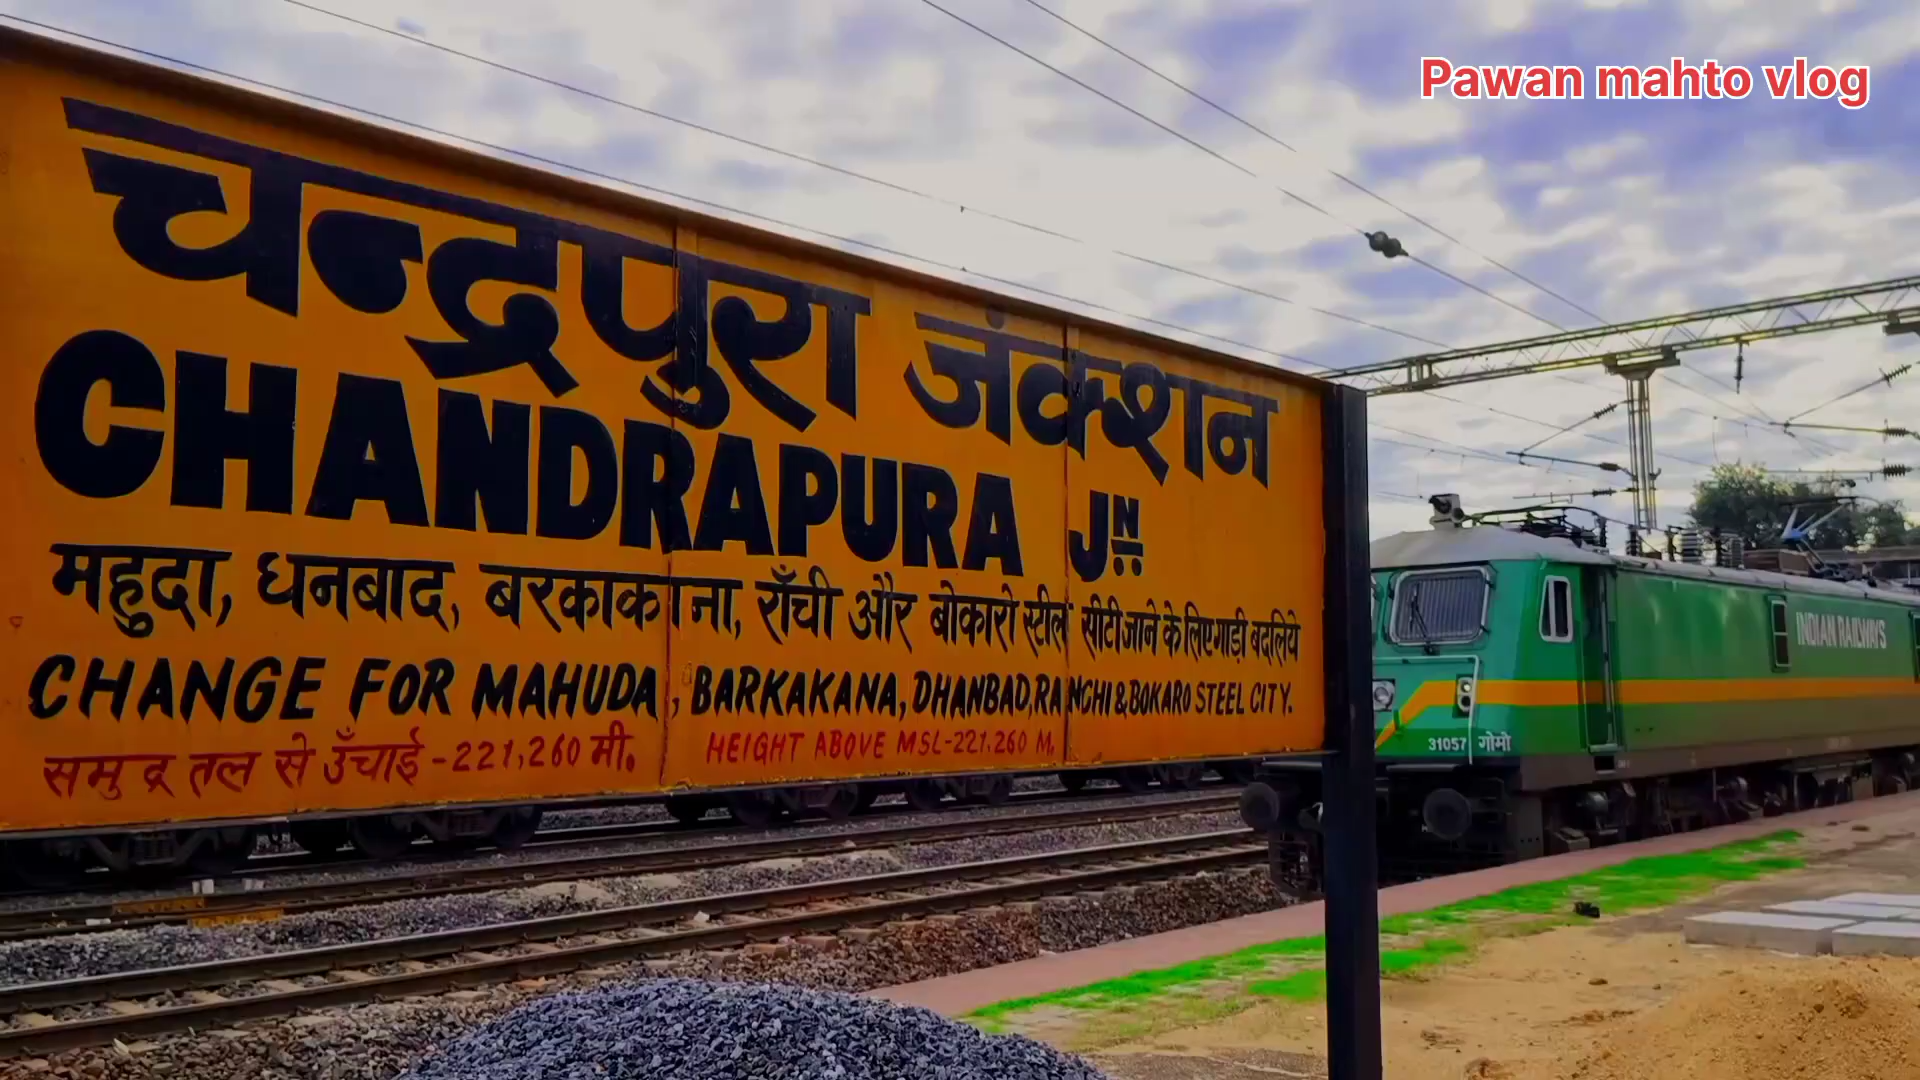 Pawan mahto vlog
चन्द्रपुरा जंक्शन
CHANDRAPURA JN
महुदा, धनबाद, बरकाकाना, राँची और बोकारो स्टील सीटी जाने के लिए गाड़ी बदलिये
CHANGE FOR MAHUDA, BARKAKANA, DHANBAD, RANCHI & BOKARO STEEL CITY.
समुद्र तल से उँचाई -221,260 मी.
HEIGHT ABOVE MSL-221.260 M.
INDIAN RAILWAYS
31057 गोमो